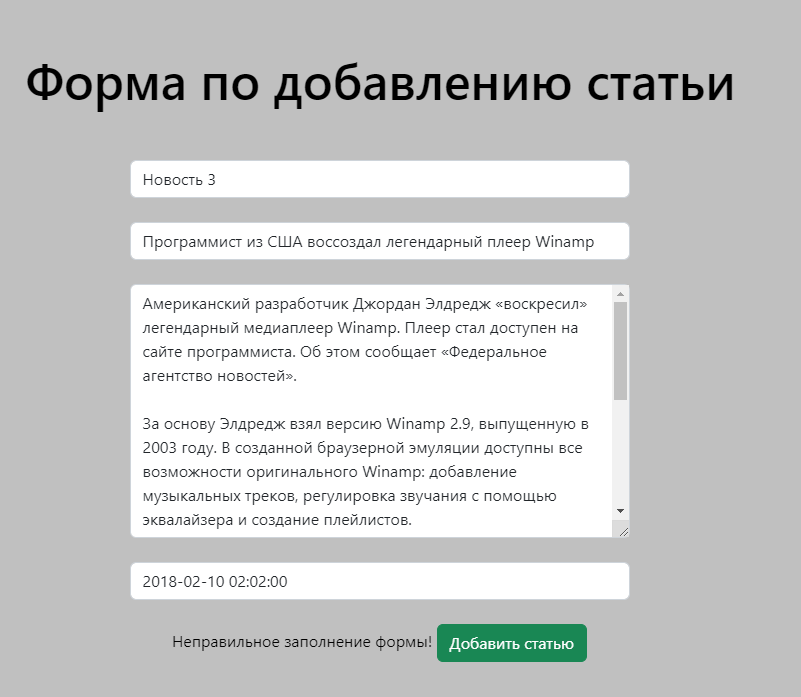 Форма по добавлению статьи
Новость 3
Программист из США воссоздал легендарный плеер Winamp
Американский разработчик Джордан Элдредж «воскресил»
легендарный медиаплеер Winamp. Плеер стал доступен на
сайте программиста. Об этом сообщает «Федеральное
агентство новостей».
За основу Элдредж взял версию Winamp 2.9, выпущенную в
2003 году. В созданной браузерной эмуляции доступны все
возможности оригинального Winamp: добавление
музыкальных треков, регулировка звучания с помощью
эквалайзера и создание плейлистов.
2018-02-10 02:02:00
Неправильное заполнение формы! Добавить статью